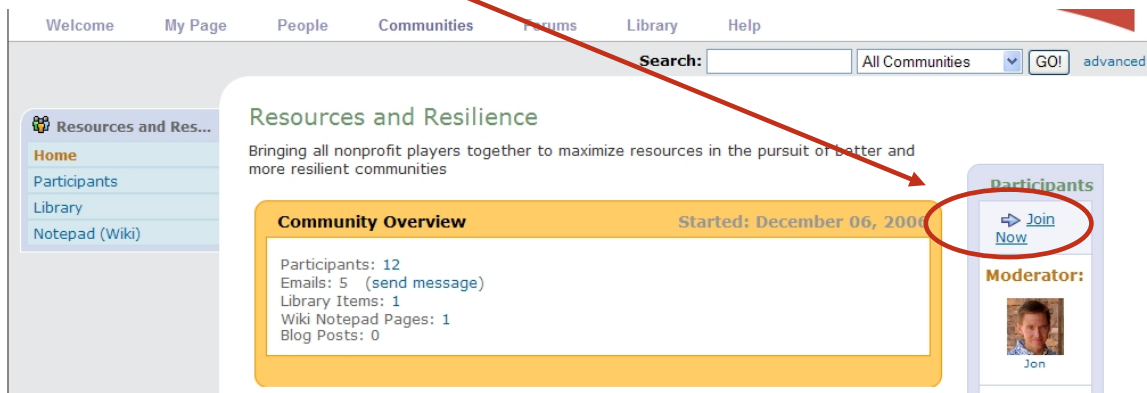 Welcome My Page People Communities Forums Library Help
Search: All Communities GO! advanced
Resources and Res...
Home
Participants
Library
Notepad (Wiki)
Resources and Resilience
Bringing all nonprofit players together to maximize resources in the pursuit of better and
more resilient communities
Community Overview Started: December 06, 2006
Participants: 12
Emails: 5 (send message)
Library Items: 1
Wiki Notepad Pages: 1
Blog Posts: 0
Participants
Join
Now
Moderator:
Jon